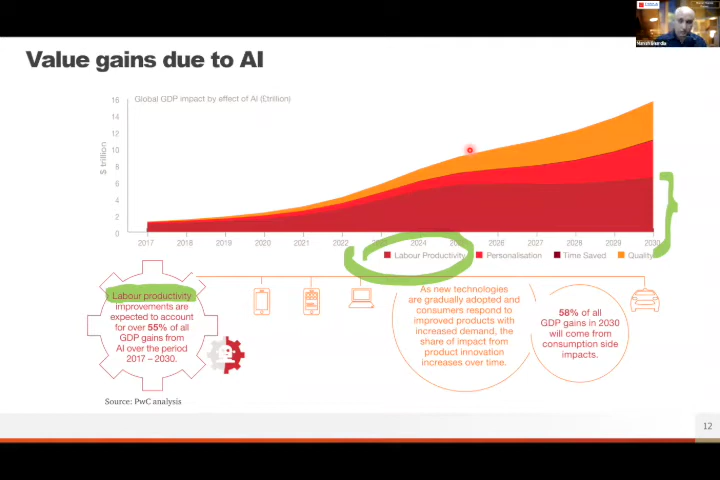 Value gains due to AI
Global GDP impact by effect of AI (£trillion)
$ trillion
16
14
12
10
8
6
4
2
0
2017 2018 2019 2020 2021 2022 2023 2024 2025 2026 2027 2028 2029 2030
Labour Productivity Personalisation Time Saved Quality
Labour productivity
improvements are
expected to account
for over 55% of all
GDP gains from
AI over the period
2017 – 2030.
As new technologies
are gradually adopted and
consumers respond to
improved products with
increased demand, the
share of impact from
product innovation
increases over time.
58% of all
GDP gains in 2030
will come from
consumption side
impacts.
Source: PwC analysis
12